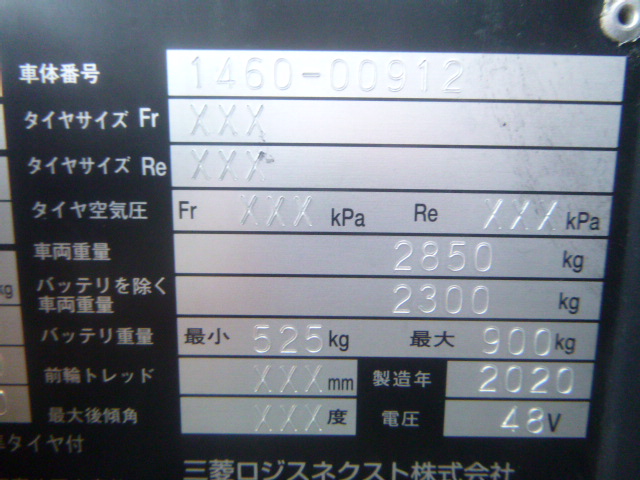 車体番号 1460-00912
タイヤサイズ Fr XXX
タイヤサイズ Re XXX
タイヤ空気圧 Fr XXX kPa Re XXX kPa
車両重量 2850 kg
バッテリを除く
車両重量 2300 kg
バッテリ重量 最小 525 kg 最大 900 kg
前輪トレッド XXX mm 製造年 2020
最大後傾角 XXX 度 電圧 48 V
タイヤ付
三菱ロジスネクスト株式会社